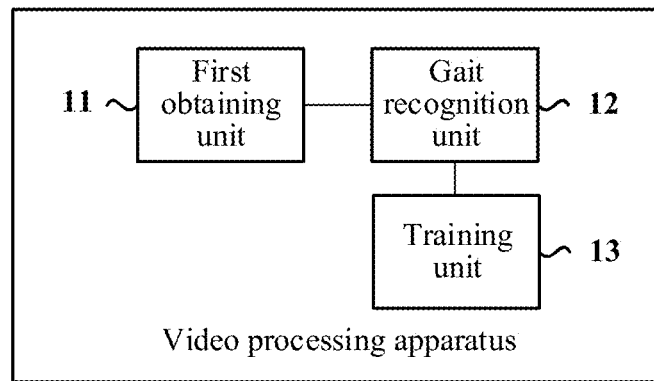 11
First
obtaining
unit
Gait
recognition
unit
12
Training
unit
13
Video processing apparatus